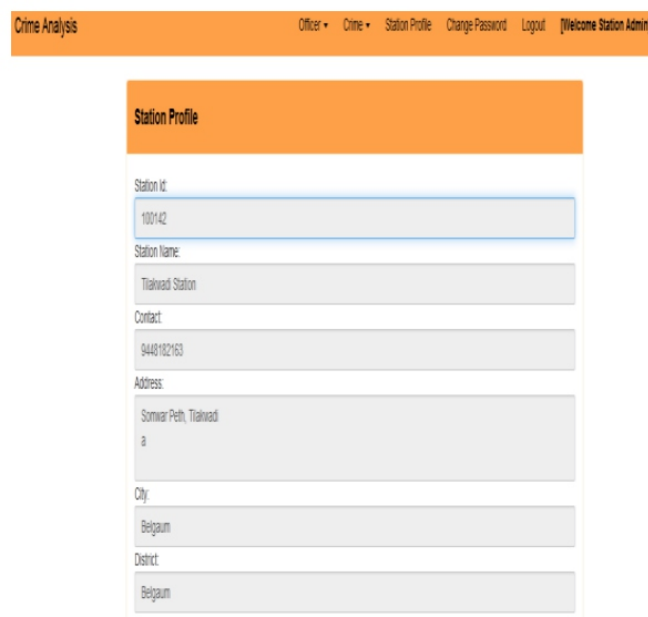 Crime Analysis Officer Crime Station Profile Change Password Logout [Welcome Station Admin
Station Profile
Station Id:
100142
Station Name:
Tilakwadi Station
Contact:
9448182163
Address:
Somwar Peth, Tilakwadi
a
City:
Belgaum
District:
Belgaum